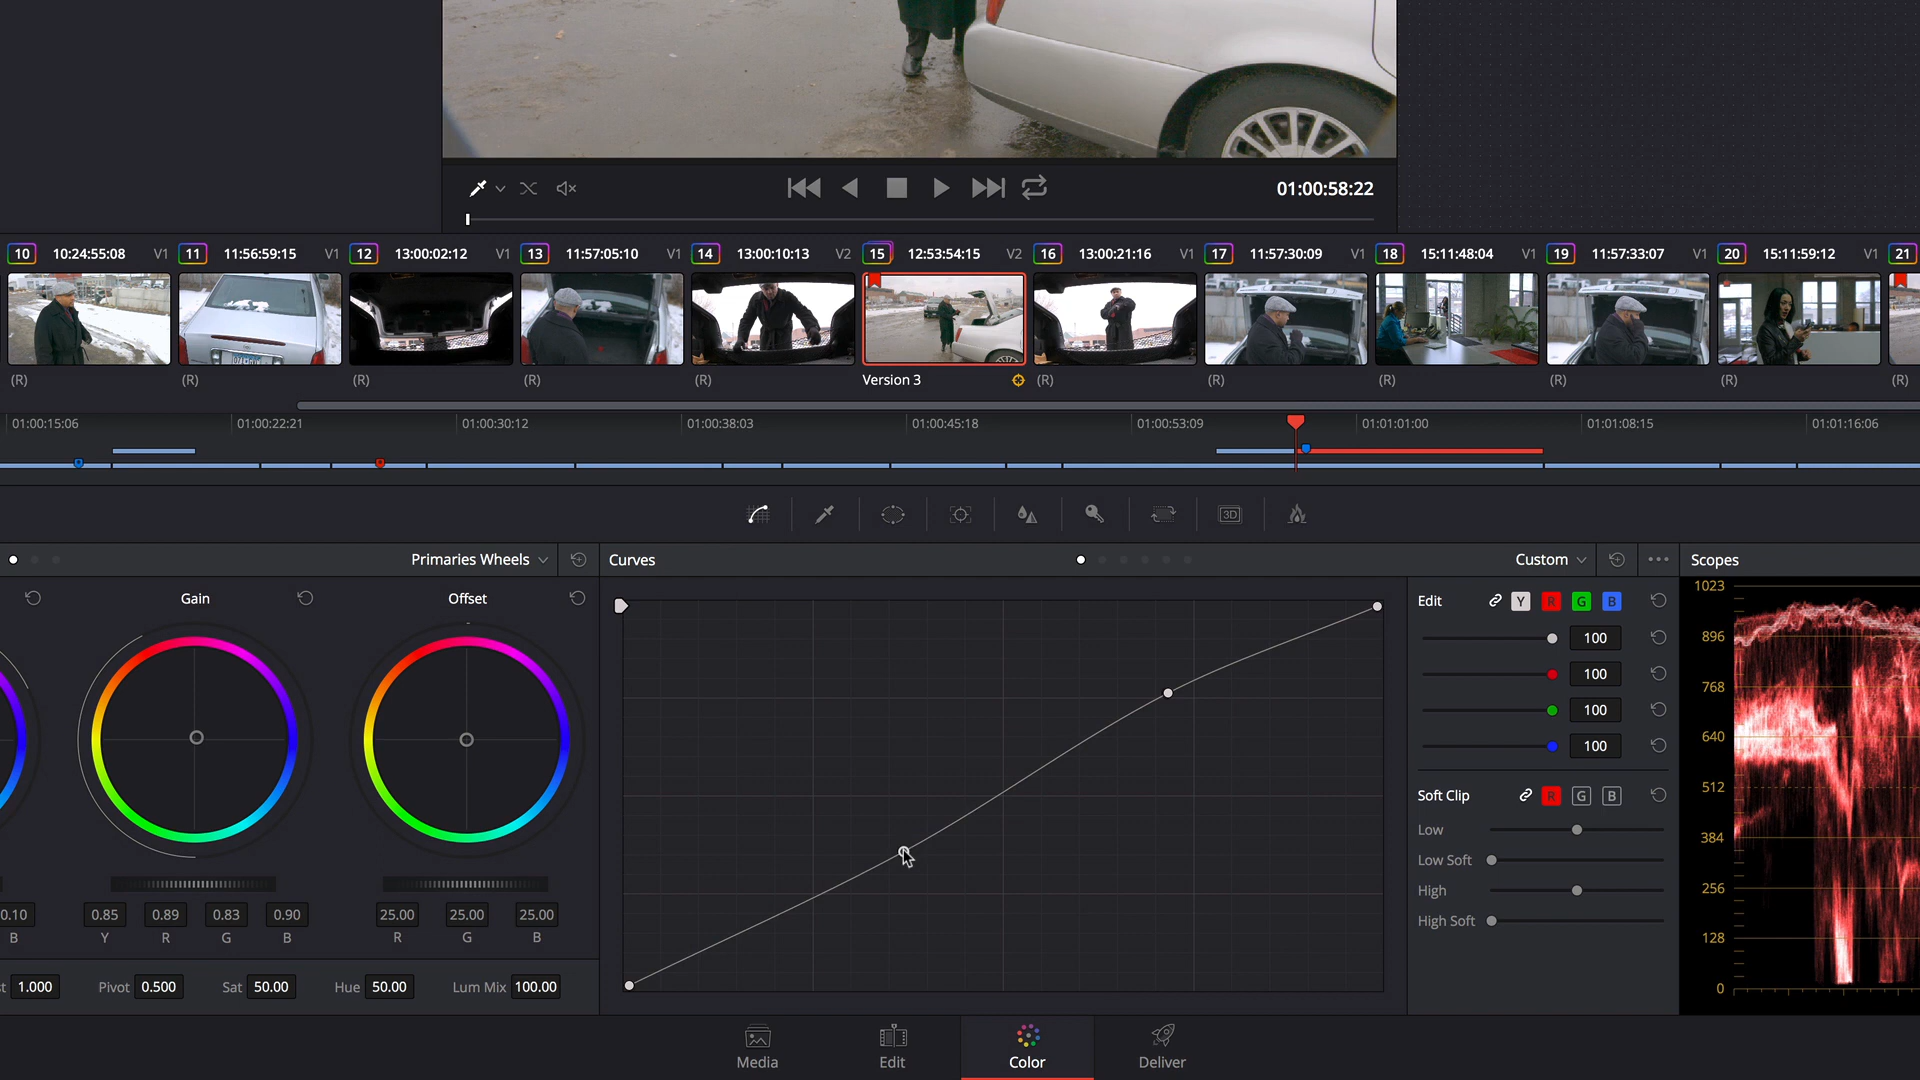 01:00:58:22
10 10:24:55:08 V1 11 11:56:59:15 V1 12 13:00:02:12 V1 13 11:57:05:10 V1 14 13:00:10:13 V2 15 12:53:54:15 V2 16 13:00:21:16 V1 17 11:57:30:09 V1 18 15:11:48:04 V1 19 11:57:33:07 V1 20 15:11:59:12 V1 21
(R) (R) (R) (R) (R) Version 3 (R) (R) (R) (R) (R) (R)
01:00:15:06 01:00:22:21 01:00:30:12 01:00:38:03 01:00:45:18 01:00:53:09 01:01:01:00 01:01:08:15 01:01:16:06
3D
Primaries Wheels Curves Custom Scopes
Gain Offset
Edit Y R G B
100
100
100
100
Soft Clip R G B
Low
Low Soft
High
High Soft
1023
896
768
640
512
384
256
128
0
0.10 0.85 0.89 0.83 0.90 25.00 25.00 25.00
B Y R G B R G B
t 1.000 Pivot 0.500 Sat 50.00 Hue 50.00 Lum Mix 100.00
Media Edit Color Deliver